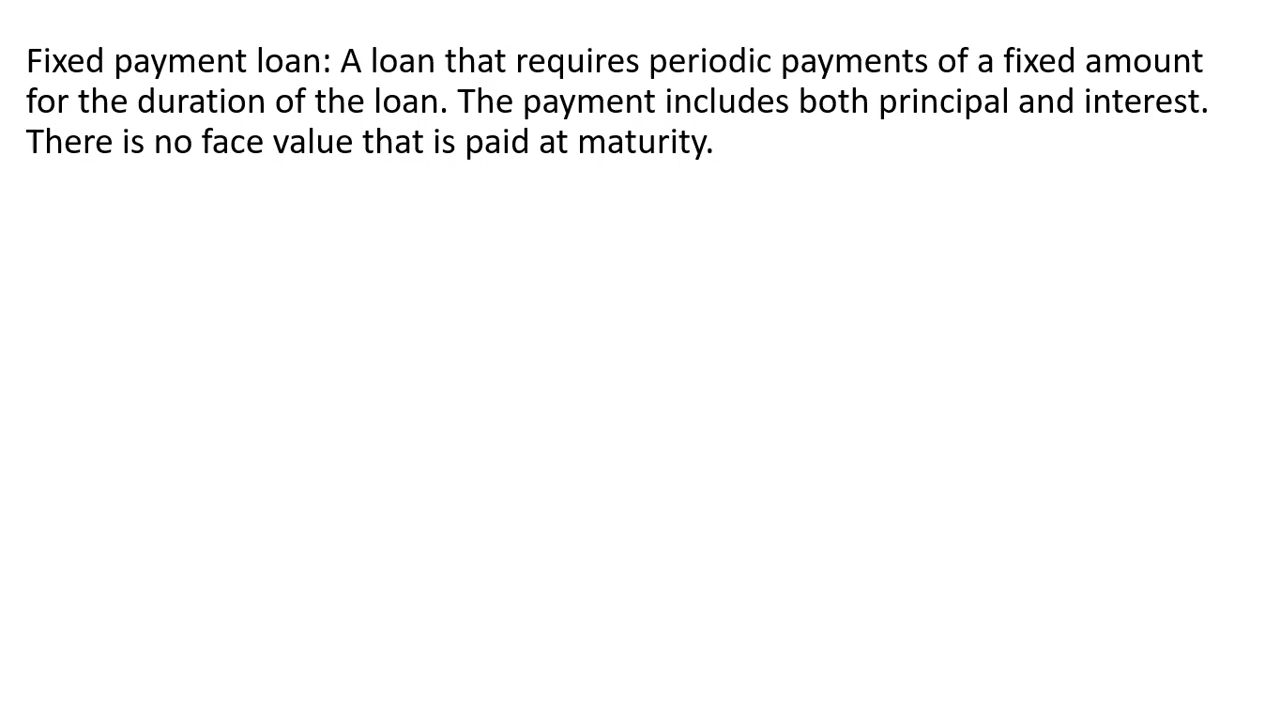 Fixed payment loan: A loan that requires periodic payments of a fixed amount
for the duration of the loan. The payment includes both principal and interest.
There is no face value that is paid at maturity.